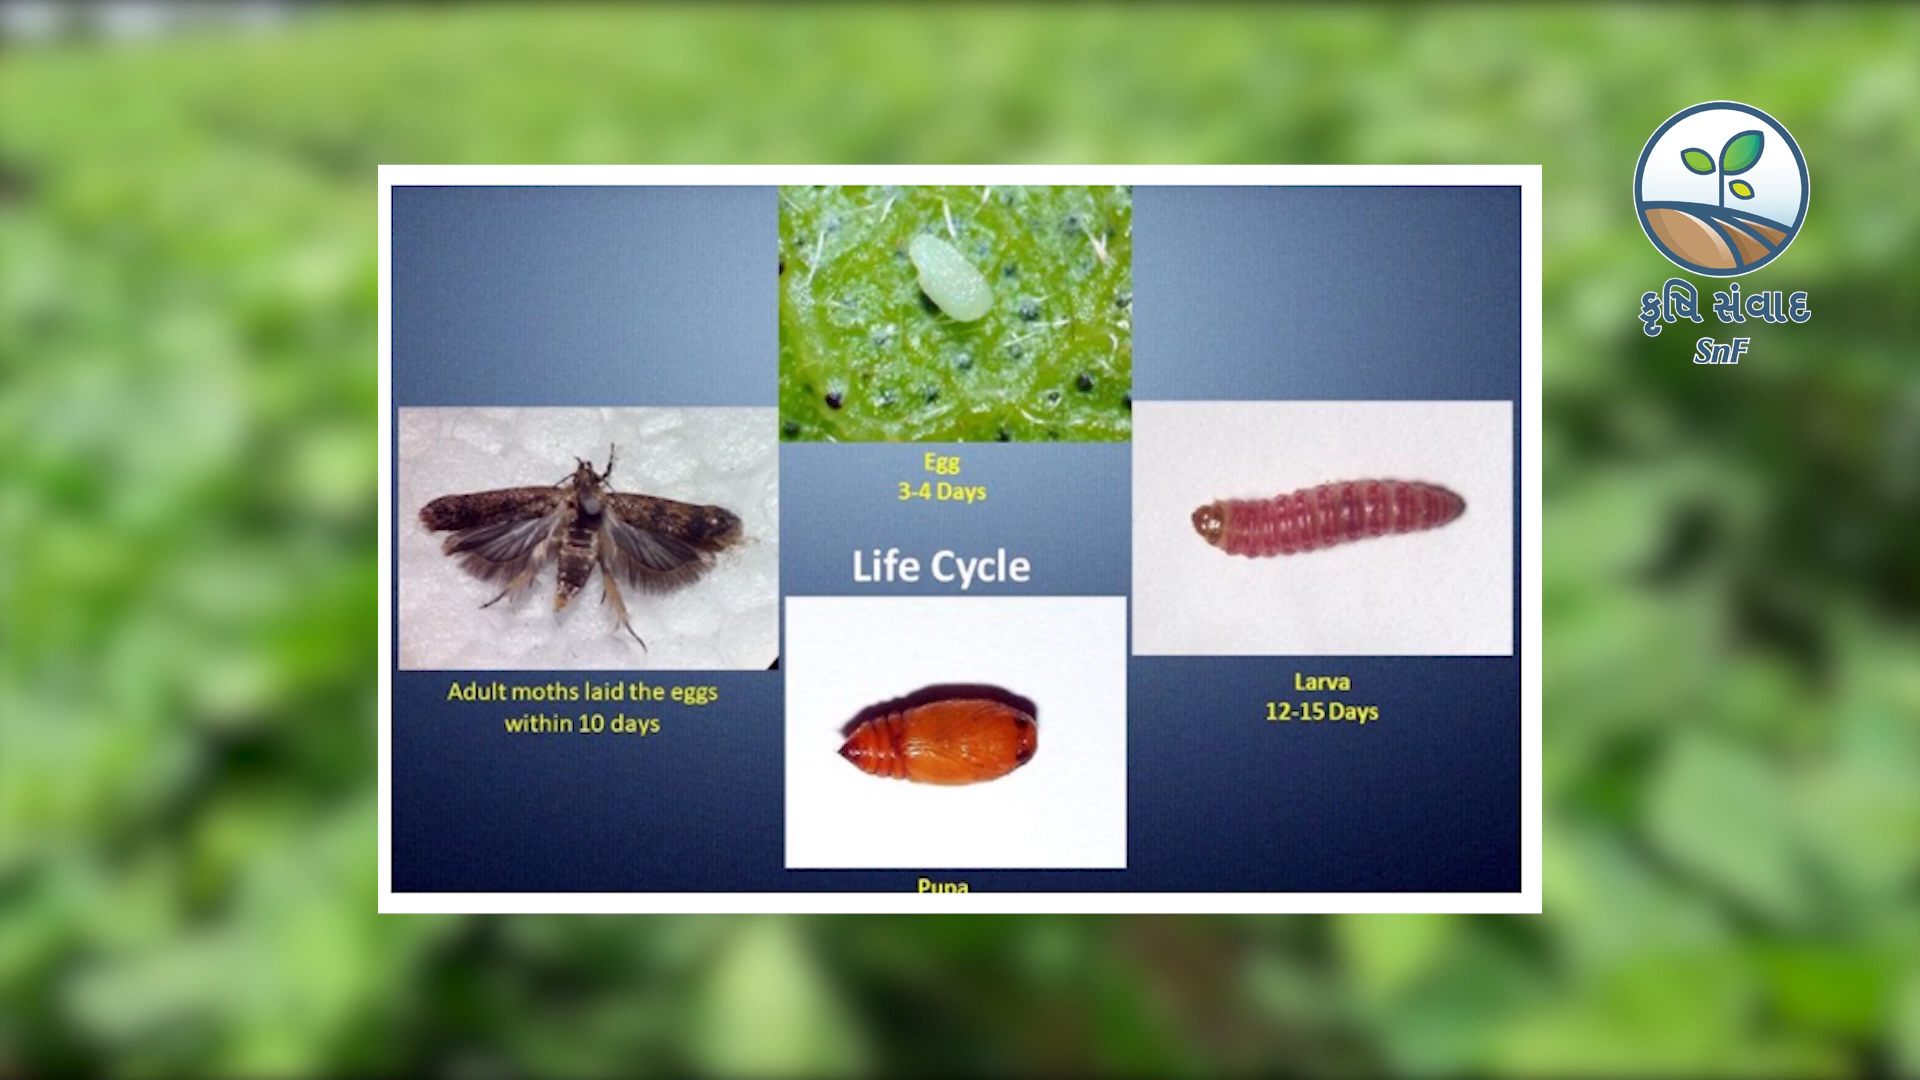 કૃષિ સંવાદ
SnF
Egg
3-4 Days
Life Cycle
Adult moths laid the eggs
within 10 days
Larva
12-15 Days
Pupa